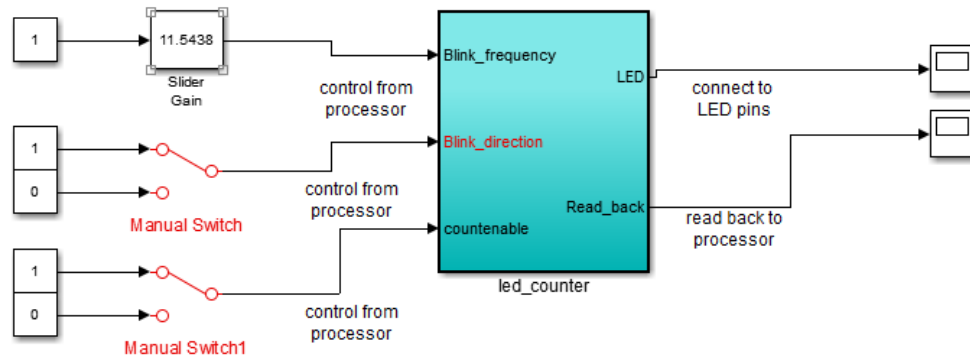 1
11.5438
Slider
Gain
control from
processor
Blink_frequency
LED
connect to
LED pins
1
0
Manual Switch
control from
processor
Blink_direction
Read_back
read back to
processor
1
0
Manual Switch1
control from
processor
countenable
led_counter